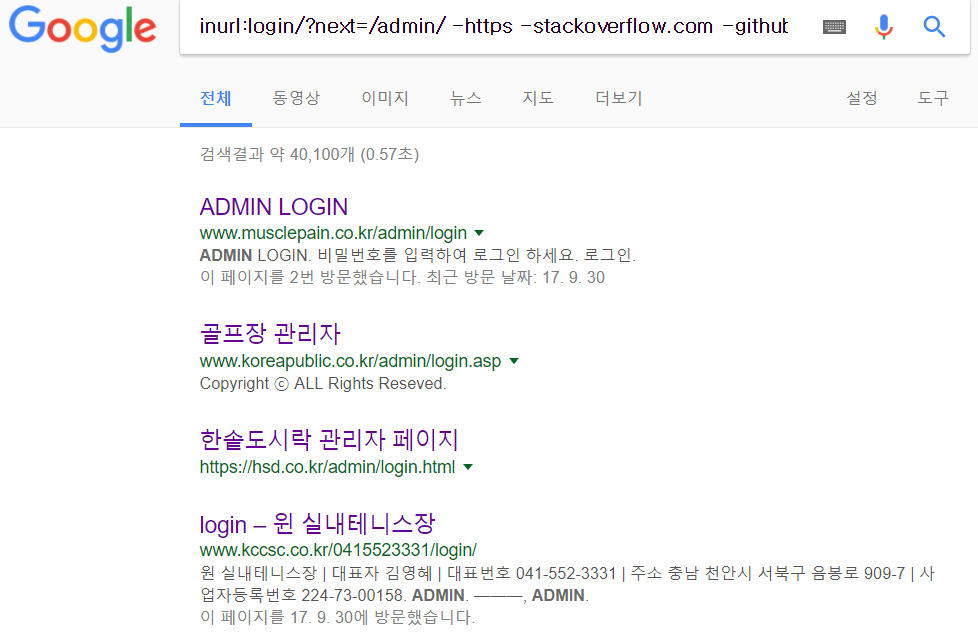 Google
inurl:login/?next=/admin/ -https -stackoverflow.com -github
전체 동영상 이미지 뉴스 지도 더보기 설정 도구
검색결과 약 40,100개 (0.57초)
ADMIN LOGIN
www.musclepain.co.kr/admin/login
ADMIN LOGIN. 비밀번호를 입력하여 로그인 하세요. 로그인.
이 페이지를 2번 방문했습니다. 최근 방문 날짜: 17. 9. 30
골프장 관리자
www.koreapublic.co.kr/admin/login.asp
Copyright ⓒ ALL Rights Reseved.
한솥도시락 관리자 페이지
https://hsd.co.kr/admin/login.html
login – 윈 실내테니스장
www.kccsc.co.kr/0415523331/login/
윈 실내테니스장 | 대표자 김영혜 | 대표번호 041-552-3331 | 주소 충남 천안시 서북구 음봉로 909-7 | 사
업자등록번호 224-73-00158. ADMIN. ———, ADMIN.
이 페이지를 17. 9. 30에 방문했습니다.